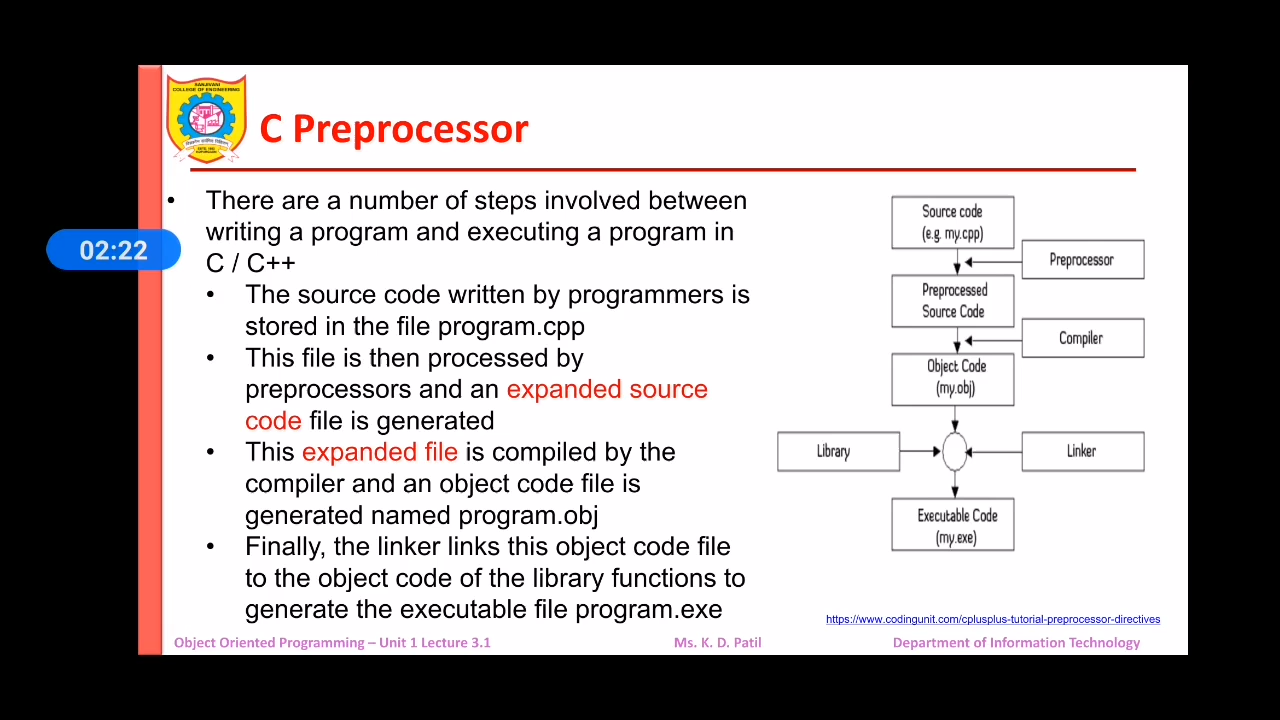 SANJIVANI
COLLEGE OF ENGINEERING
C Preprocessor
• There are a number of steps involved between
writing a program and executing a program in
C / C++
• The source code written by programmers is
stored in the file program.cpp
• This file is then processed by
preprocessors and an expanded source
code file is generated
• This expanded file is compiled by the
compiler and an object code file is
generated named program.obj
• Finally, the linker links this object code file
to the object code of the library functions to
generate the executable file program.exe
02:22
Source code
(e.g. my.cpp)
Preprocessor
Preprocessed
Source Code
Compiler
Object Code
(my.obj)
Library
Linker
Executable Code
(my.exe)
https://www.codingunit.com/cplusplus-tutorial-preprocessor-directives
Object Oriented Programming – Unit 1 Lecture 3.1
Ms. K. D. Patil
Department of Information Technology